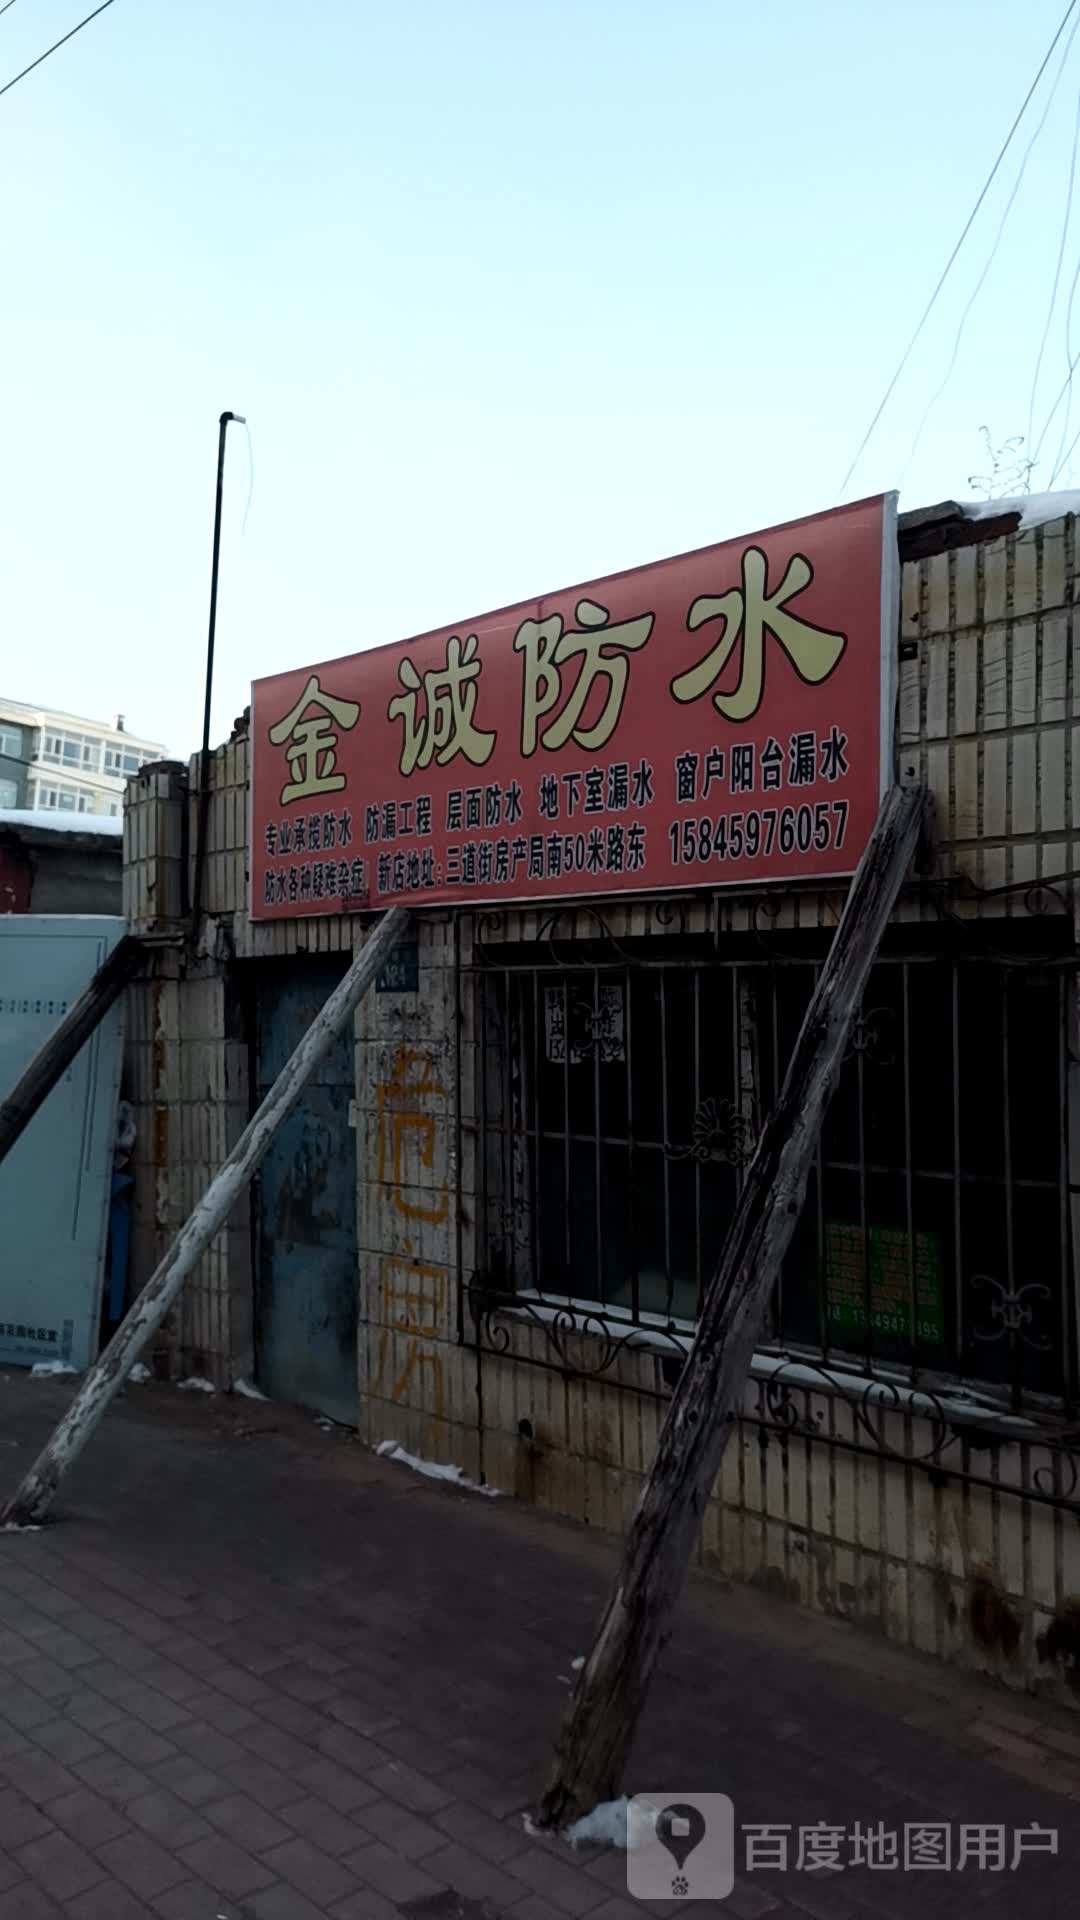 金诚防水
专业承揽防水 防漏工程 层面防水 地下室漏水 窗户阳台漏水
防水各种疑难杂症! 新店地址:三道街房产局南50米路东 15845976057
危房
百度地图用户